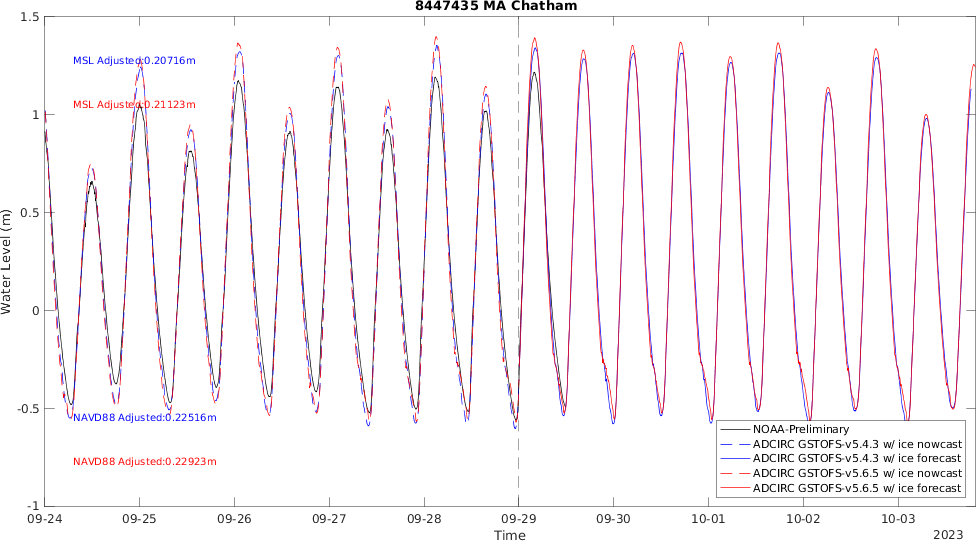 8447435 MA Chatham
1.5
1
0.5
0
-0.5
-1
Water Level (m)
MSL Adjusted:0.20716m
MSL Adjusted:0.21123m
NAVD88 Adjusted:0.22516m
NAVD88 Adjusted:0.22923m
NOAA-Preliminary
ADCIRC GSTOFS-v5.4.3 w/ ice nowcast
ADCIRC GSTOFS-v5.4.3 w/ ice forecast
ADCIRC GSTOFS-v5.6.5 w/ ice nowcast
ADCIRC GSTOFS-v5.6.5 w/ ice forecast
09-24 09-25 09-26 09-27 09-28 09-29 09-30 10-01 10-02 10-03
Time
2023